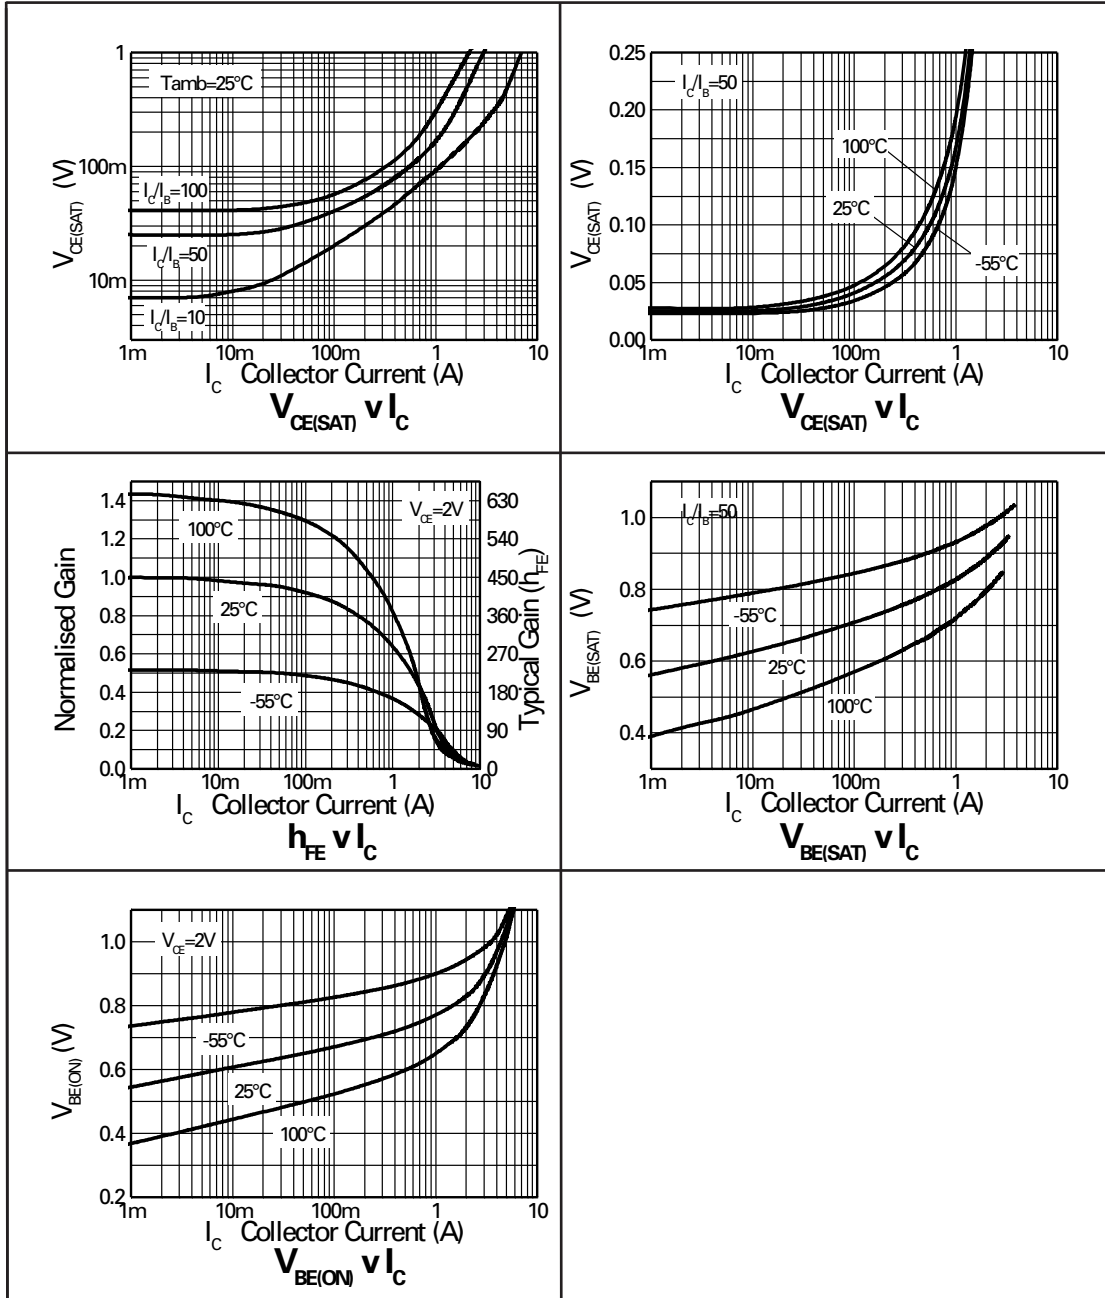 1
100m
10m
V_CE(SAT) (V)
Tamb=25°C
I_C/I_B=100
I_C/I_B=50
I_C/I_B=10
1m 10m 100m 1 10
I_C Collector Current (A)
V_CE(SAT) v I_C
0.25
0.20
0.15
0.10
0.05
0.00
V_CE(SAT) (V)
I_C/I_B=50
100°C
25°C
-55°C
1m 10m 100m 1 10
I_C Collector Current (A)
V_CE(SAT) v I_C
1.4
1.2
1.0
0.8
0.6
0.4
0.2
0.0
Normalised Gain
V_CE=2V
100°C
25°C
-55°C
630
540
450
360
270
180
90
0
Typical Gain (h_FE)
1m 10m 100m 1 10
I_C Collector Current (A)
h_FE v I_C
1.0
0.8
0.6
0.4
V_BE(SAT) (V)
I_C/I_B=50
-55°C
25°C
100°C
1m 10m 100m 1 10
I_C Collector Current (A)
V_BE(SAT) v I_C
1.0
0.8
0.6
0.4
0.2
V_BE(ON) (V)
V_CE=2V
-55°C
25°C
100°C
1m 10m 100m 1 10
I_C Collector Current (A)
V_BE(ON) v I_C